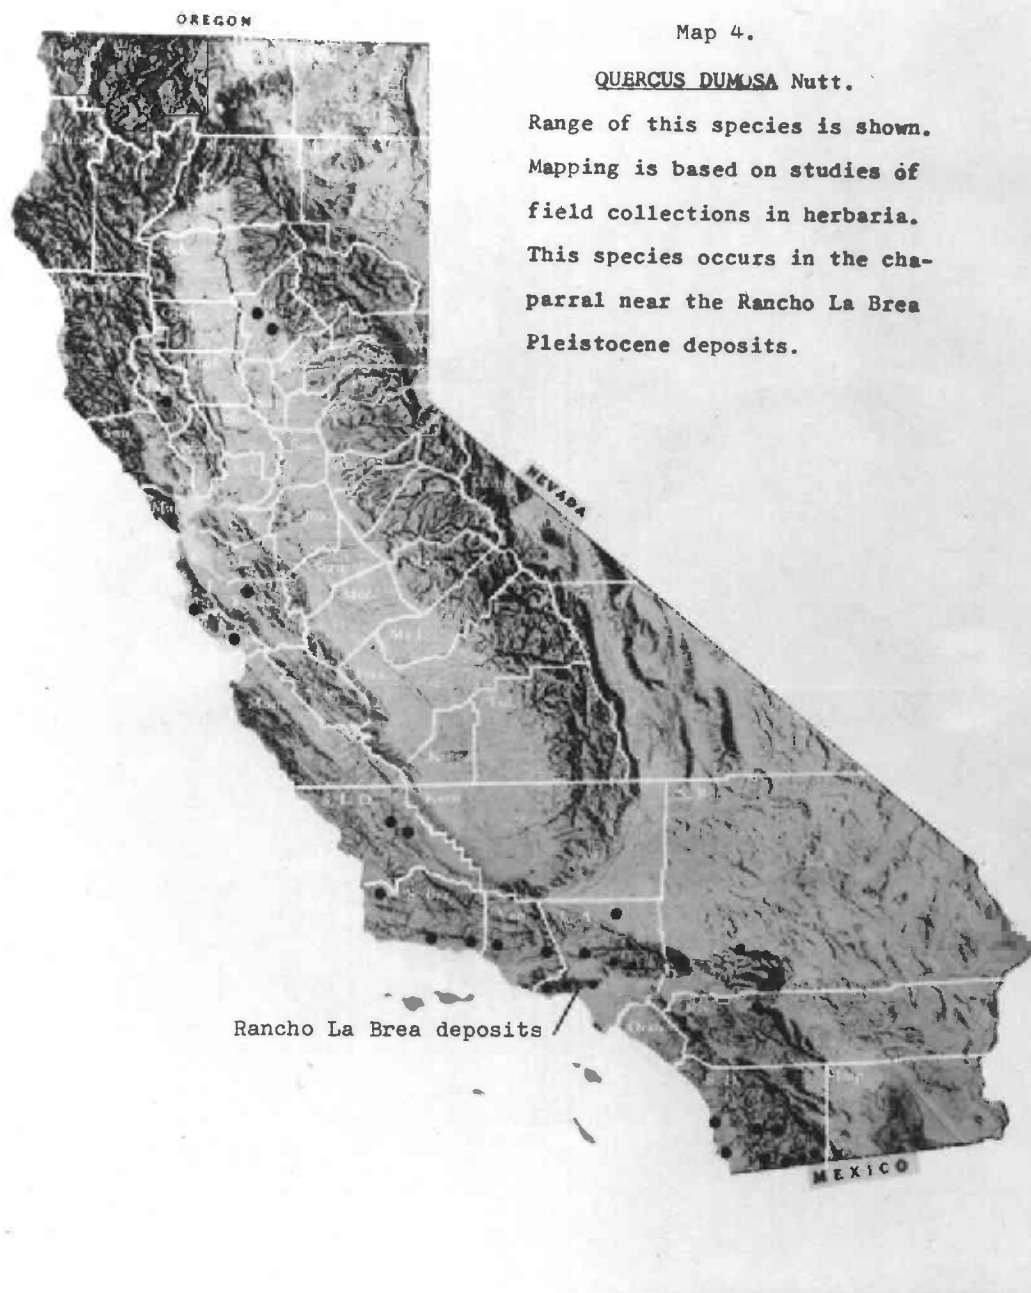 OREGON
Map 4.
QUERCUS DUMOSA Nutt.
Range of this species is shown.
Mapping is based on studies of
field collections in herbaria.
This species occurs in the cha-
parral near the Rancho La Brea
Pleistocene deposits.
NEVADA
Rancho La Brea deposits
MEXICO